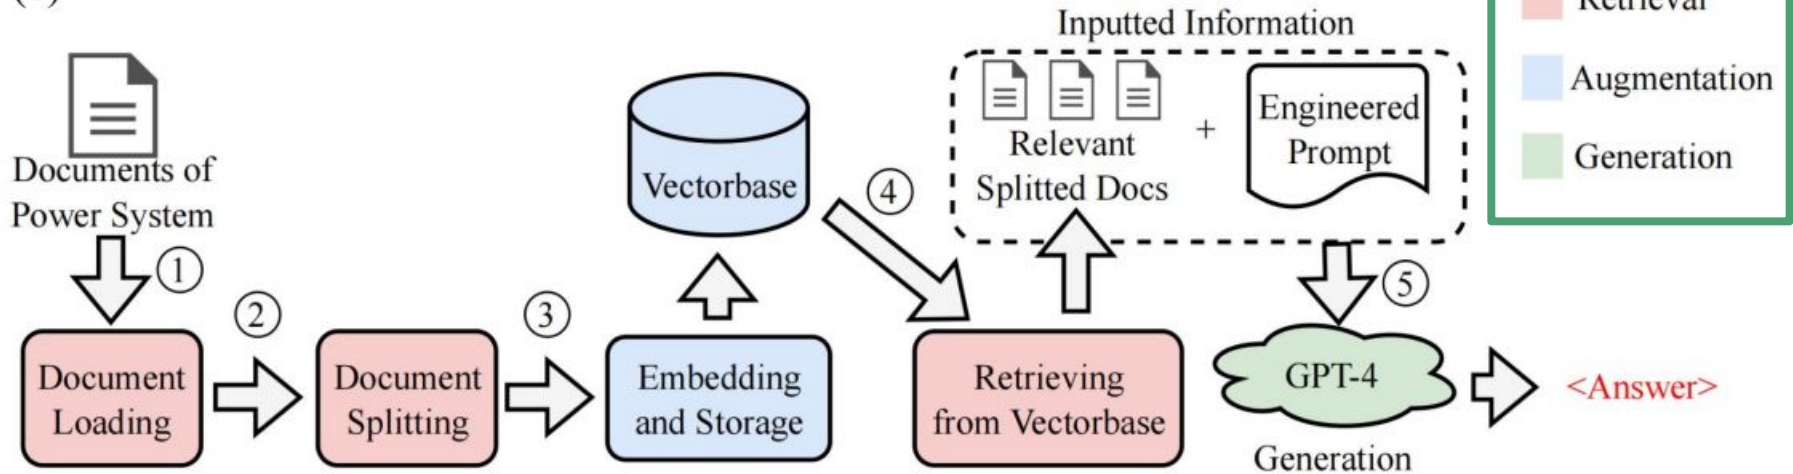 Inputted Information
Retrieval
Augmentation
Generation
Documents of
Power System
Vectorbase
④
Relevant
Splitted Docs
+
Engineered
Prompt
①
②
③
⑤
Document
Loading
Document
Splitting
Embedding
and Storage
Retrieving
from Vectorbase
GPT-4
Generation
<Answer>